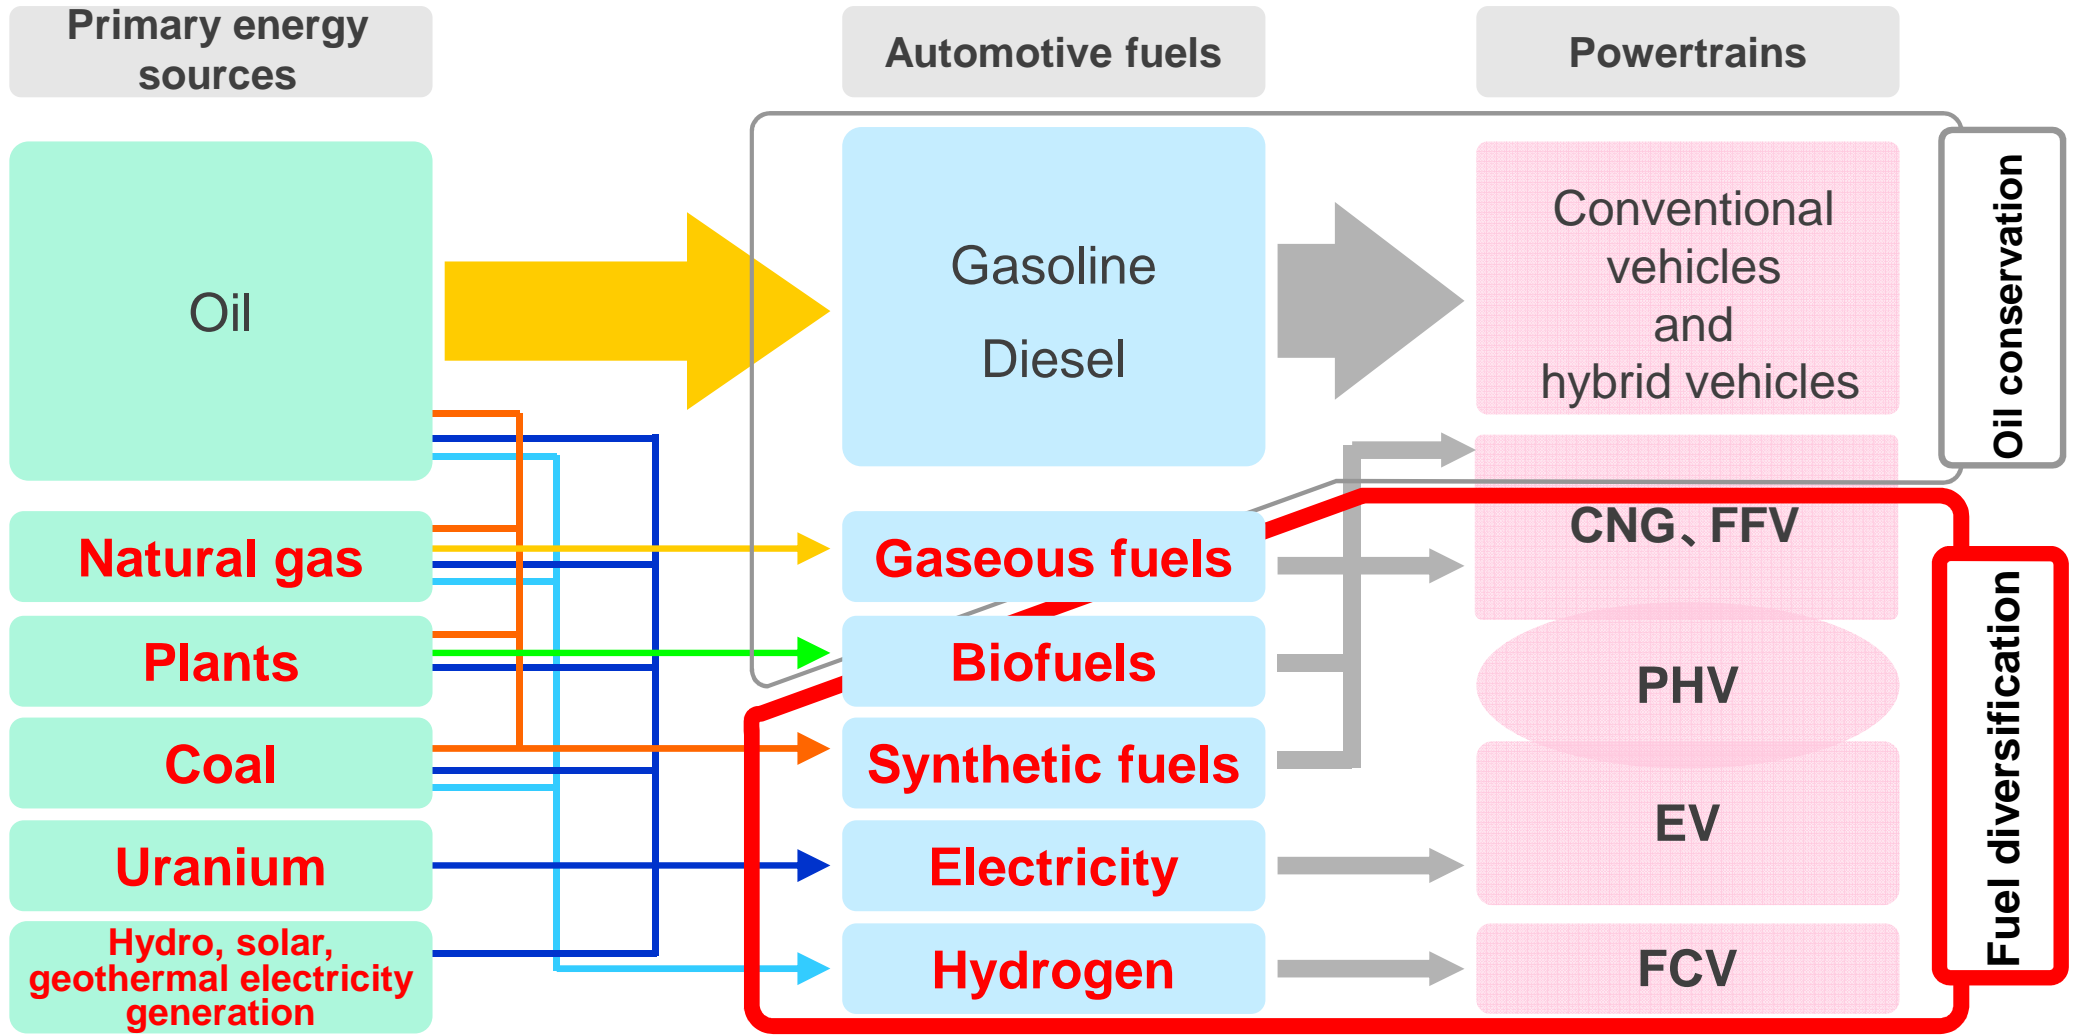 Primary energy
sources
Automotive fuels
Powertrains
Oil
Gasoline
Diesel
Conventional
vehicles
and
hybrid vehicles
Oil conservation
Natural gas
Gaseous fuels
CNG、FFV
Plants
Biofuels
PHV
Coal
Synthetic fuels
Uranium
Electricity
EV
Hydro, solar,
geothermal electricity
generation
Hydrogen
FCV
Fuel diversification